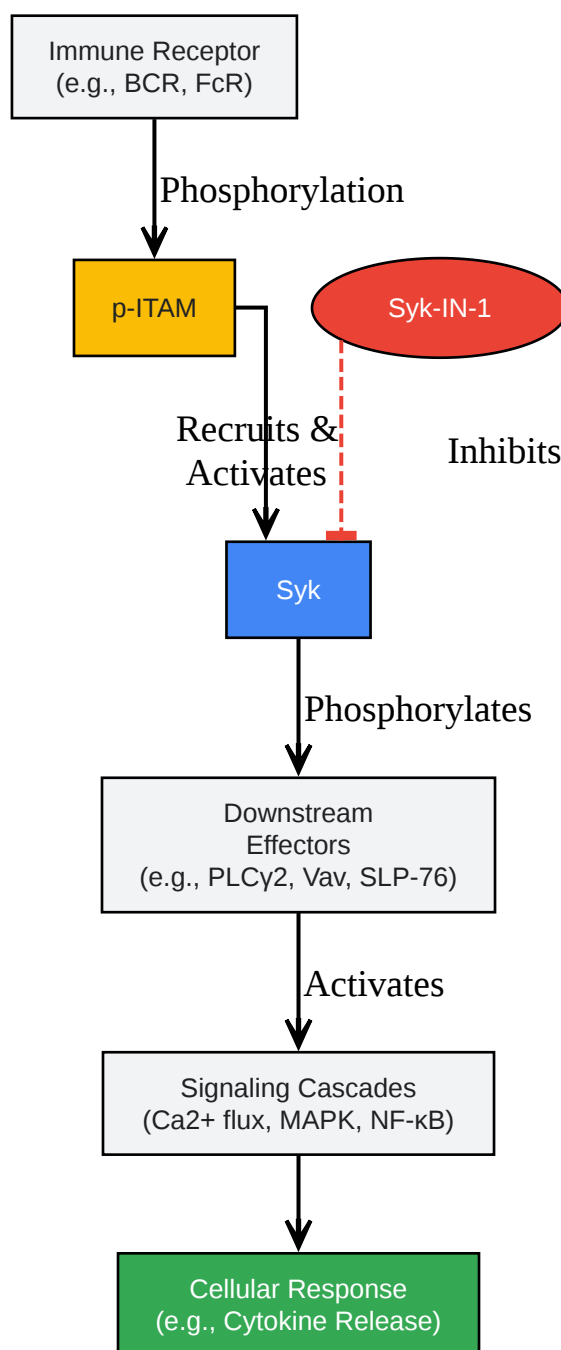 Immune Receptor
(e.g., BCR, FcR)
Phosphorylation
p-ITAM
Syk-IN-1
Recruits &
Activates
Inhibits
Syk
Phosphorylates
Downstream
Effectors
(e.g., PLCγ2, Vav, SLP-76)
Activates
Signaling Cascades
(Ca2+ flux, MAPK, NF-κB)
Cellular Response
(e.g., Cytokine Release)